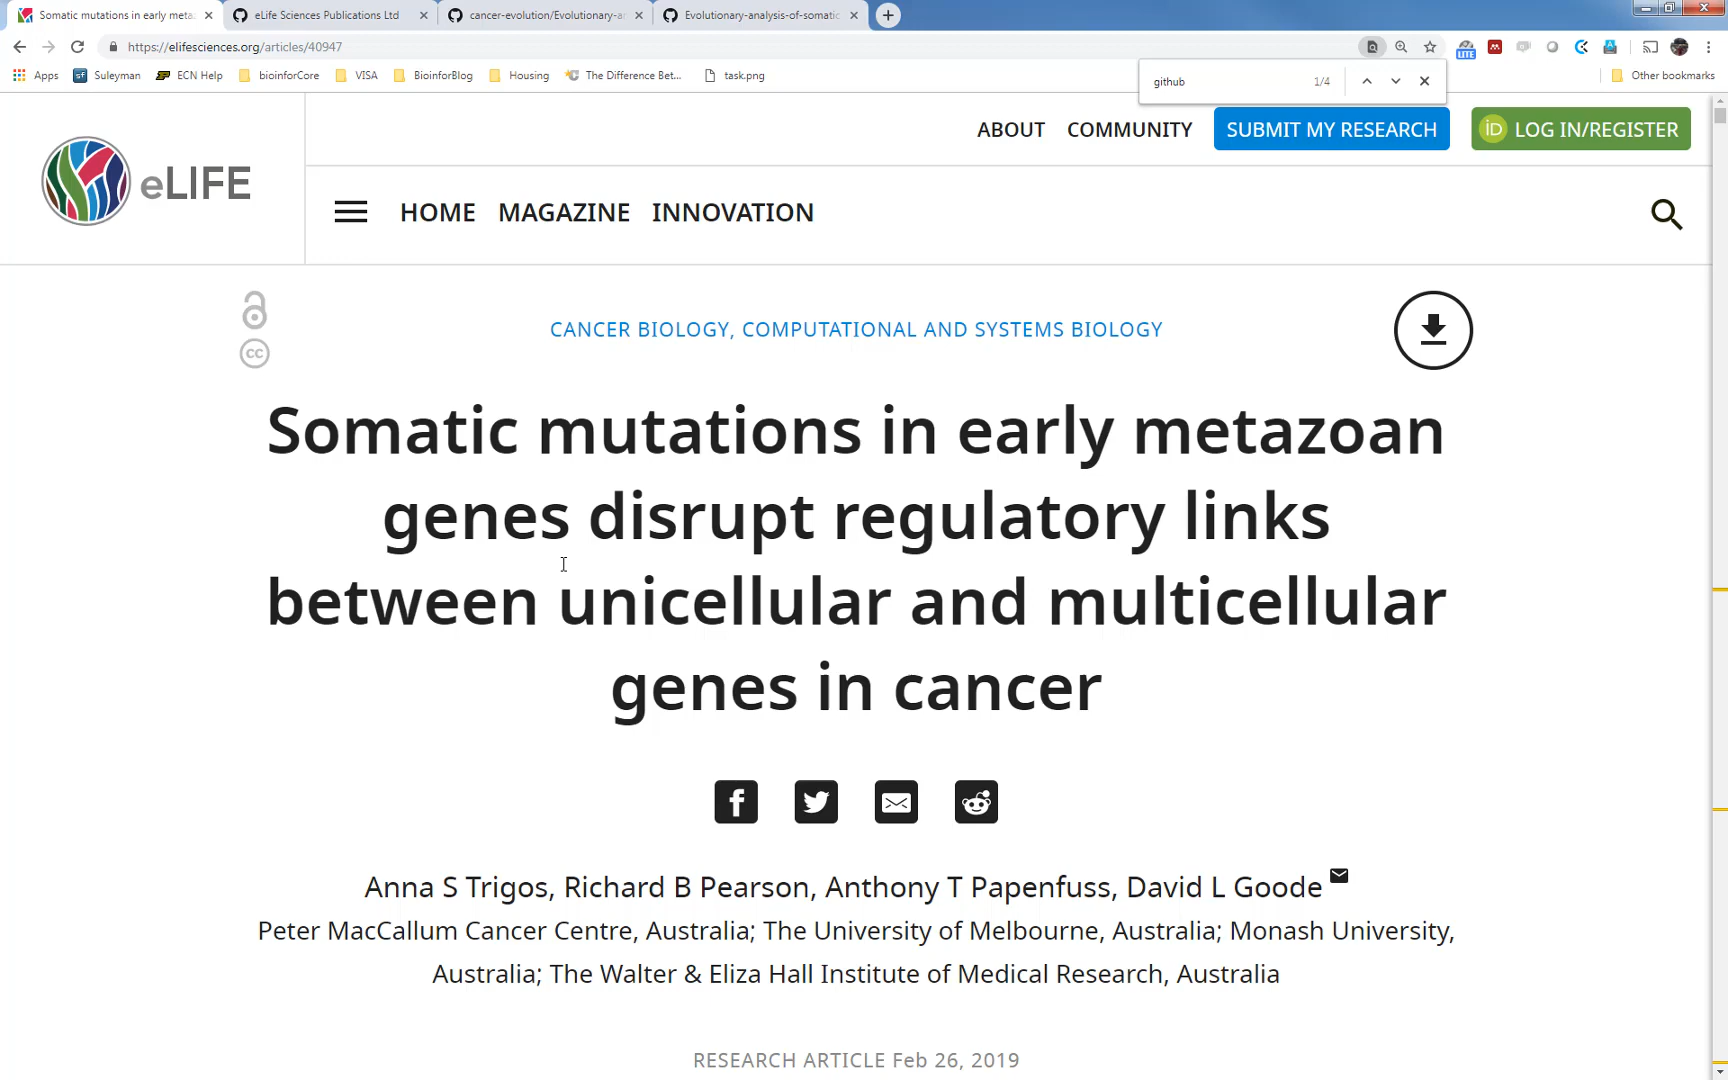 Somatic mutations in early meta
eLife Sciences Publications Ltd
cancer-evolution/Evolutionary-a
Evolutionary-analysis-of-somatic
https://elifesciences.org/articles/40947
LITE
Apps
Suleyman
ECN Help
bioinforCore
VISA
BioinforBlog
Housing
The Difference Bet...
task.png
Other bookmarks
github
1/4
eLIFE
ABOUT
COMMUNITY
SUBMIT MY RESEARCH
iD LOG IN/REGISTER
HOME
MAGAZINE
INNOVATION
cc
CANCER BIOLOGY, COMPUTATIONAL AND SYSTEMS BIOLOGY
Somatic mutations in early metazoan
genes disrupt regulatory links
between unicellular and multicellular
genes in cancer
Anna S Trigos, Richard B Pearson, Anthony T Papenfuss, David L Goode
Peter MacCallum Cancer Centre, Australia; The University of Melbourne, Australia; Monash University,
Australia; The Walter & Eliza Hall Institute of Medical Research, Australia
RESEARCH ARTICLE Feb 26, 2019